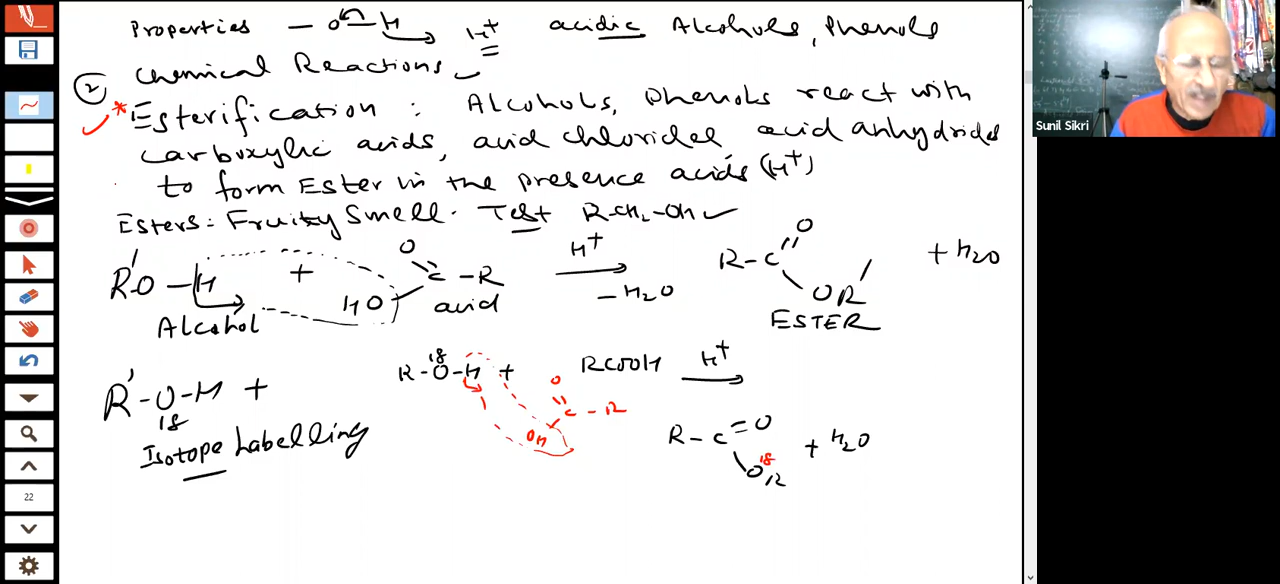 Properties — O—H → H+ acidic Alcohols, Phenols
② Chemical Reactions
* Esterification : Alcohols, phenols react with
carboxylic acids, acid chlorides acid anhydrides
to form Ester in the presence acids (H+)
Esters: Fruity Smell. Test R-CH2-OH ✓
R'O—H + HO C=O —R H+ → —H2O R—C=O OR' + H2O
Alcohol acid ESTER
R'-O-H + 18 R-O18-H + RCOOH H+ →
O=C-R OH
Isotope Labelling R-C=O O18R + H2O
Sunil Sikri
22